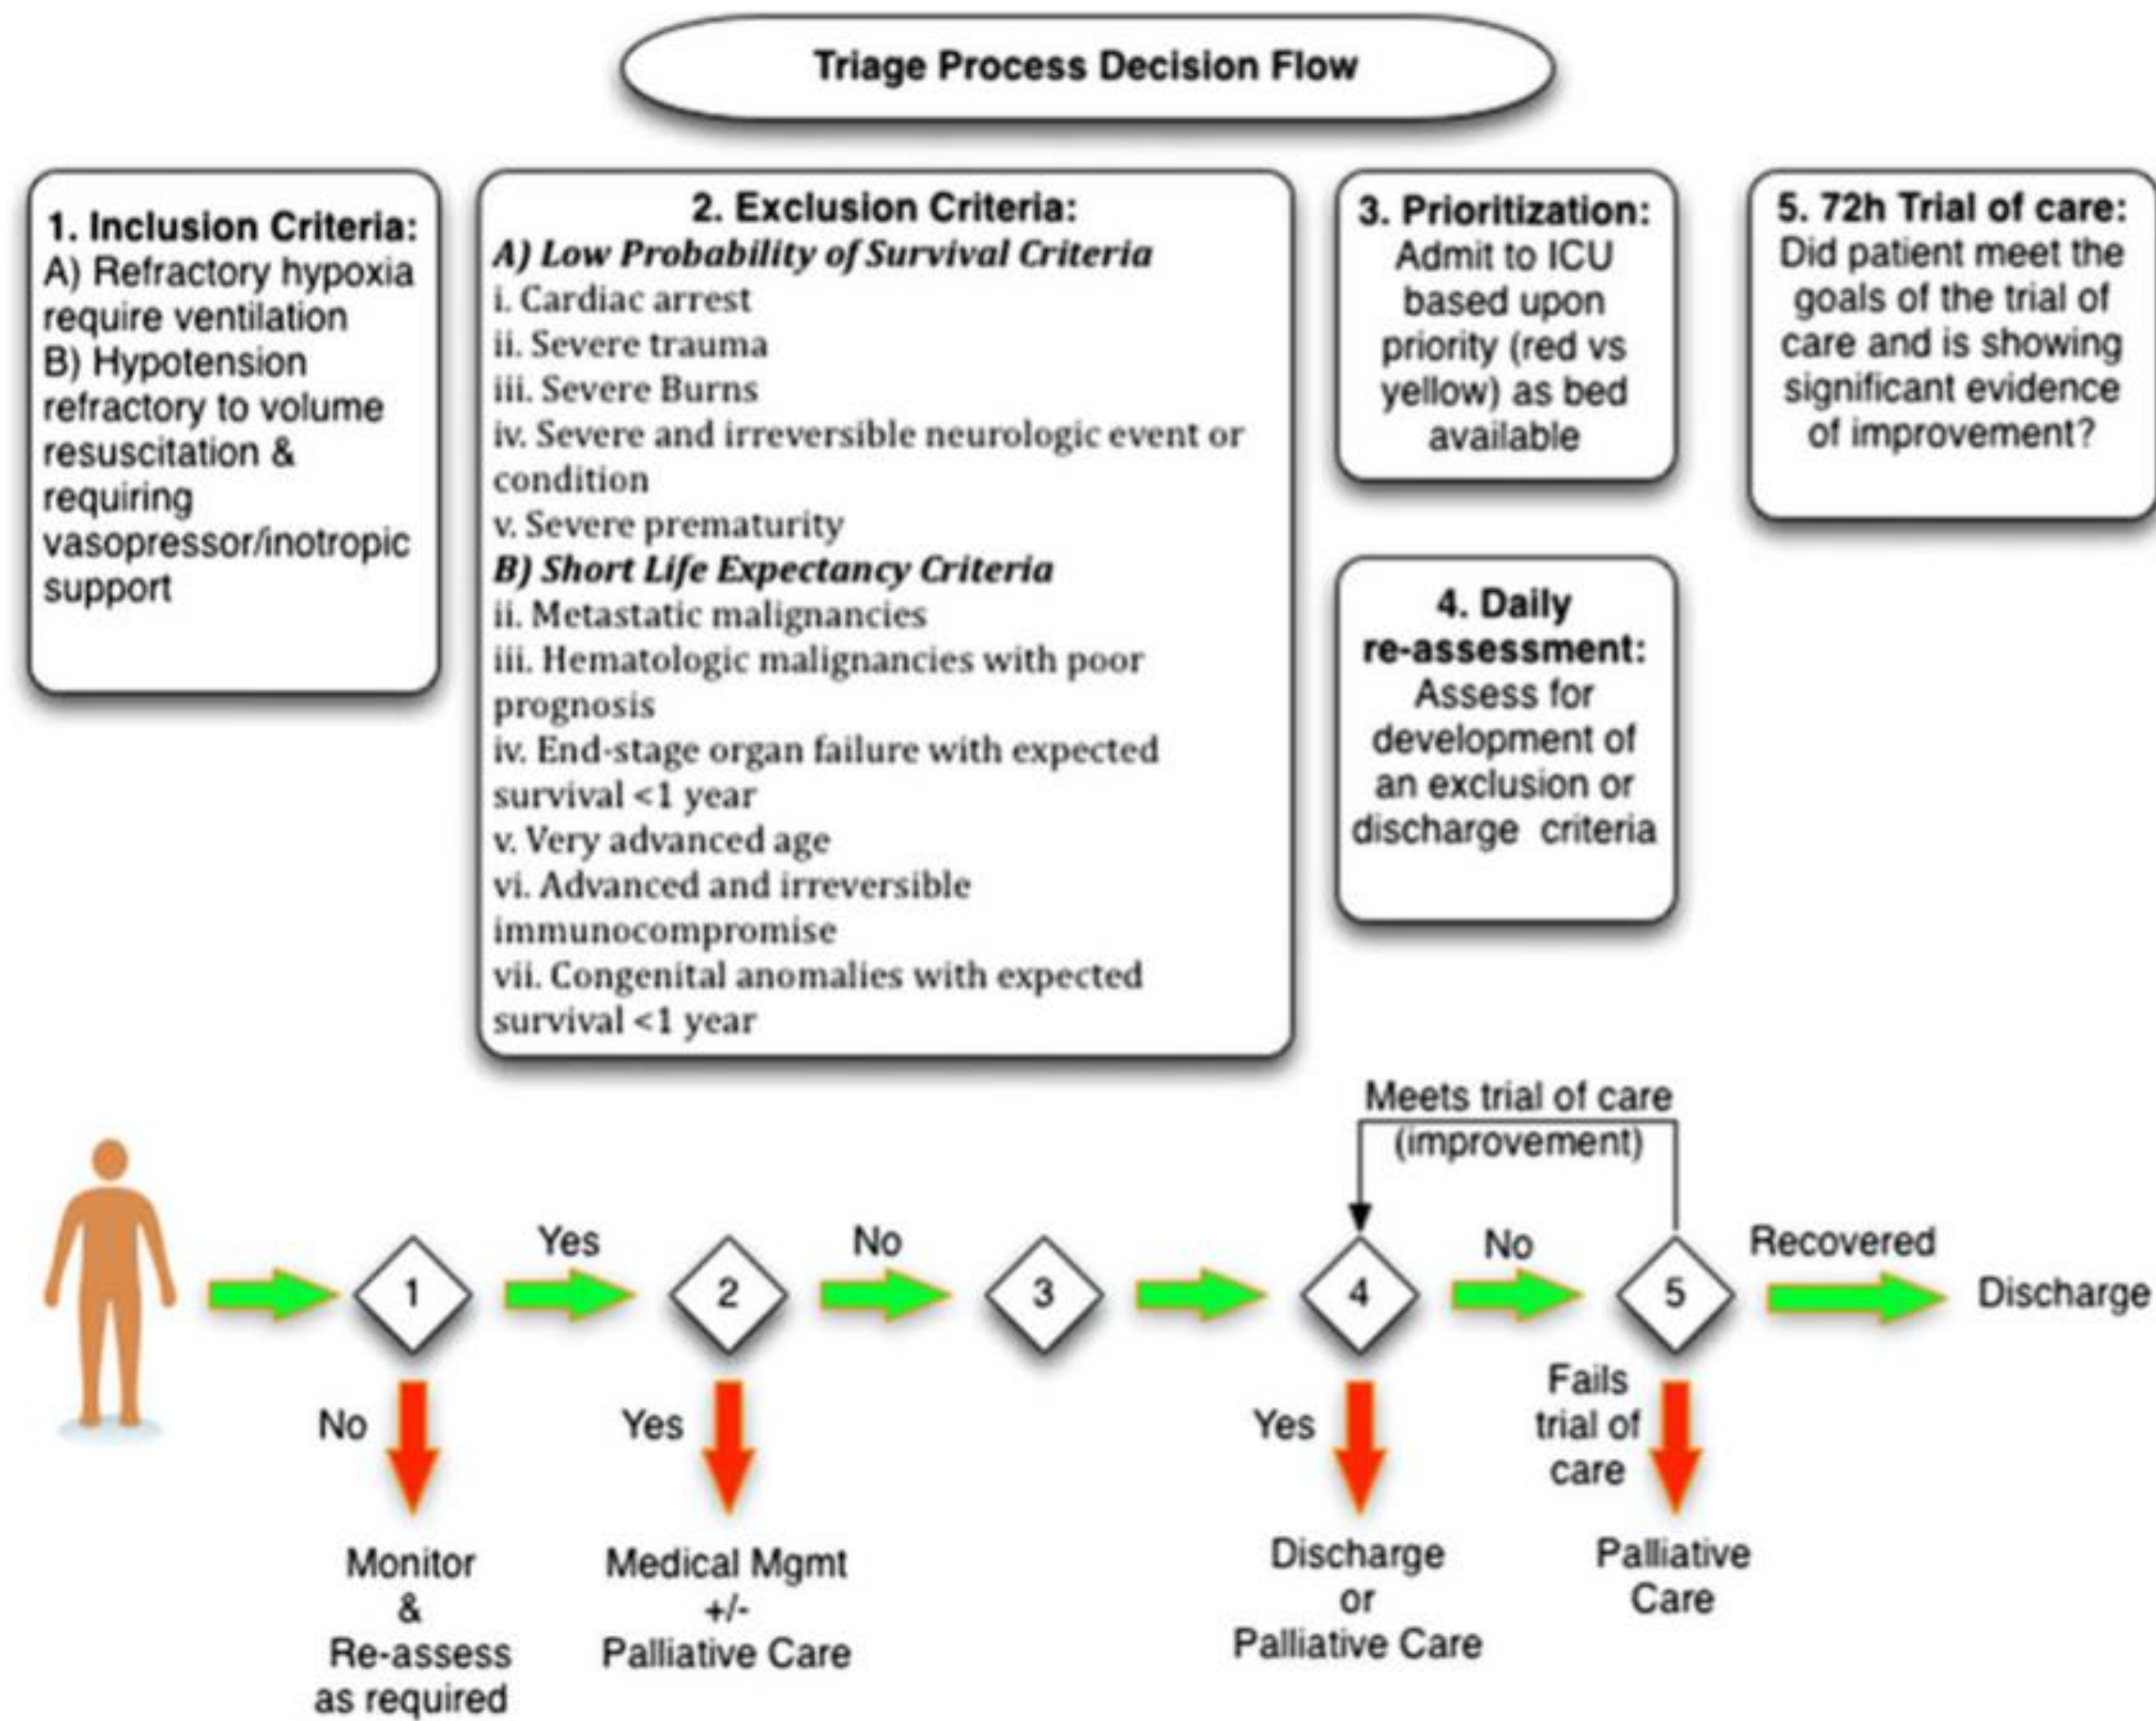 Triage Process Decision Flow
1. Inclusion Criteria:
A) Refractory hypoxia
require ventilation
B) Hypotension
refractory to volume
resuscitation &
requiring
vasopressor/inotropic
support
2. Exclusion Criteria:
A) Low Probability of Survival Criteria
i. Cardiac arrest
ii. Severe trauma
iii. Severe Burns
iv. Severe and irreversible neurologic event or
condition
v. Severe prematurity
B) Short Life Expectancy Criteria
ii. Metastatic malignancies
iii. Hematologic malignancies with poor
prognosis
iv. End-stage organ failure with expected
survival <1 year
v. Very advanced age
vi. Advanced and irreversible
immunocompromise
vii. Congenital anomalies with expected
survival <1 year
3. Prioritization:
Admit to ICU
based upon
priority (red vs
yellow) as bed
available
4. Daily
re-assessment:
Assess for
development of
an exclusion or
discharge criteria
5. 72h Trial of care:
Did patient meet the
goals of the trial of
care and is showing
significant evidence
of improvement?
Meets trial of care
(improvement)
1
Yes
2
No
3
4
No
5
Recovered
Discharge
No
Monitor
&
Re-assess
as required
Yes
Medical Mgmt
+/-
Palliative Care
Yes
Discharge
or
Palliative Care
Fails
trial of
care
Palliative
Care